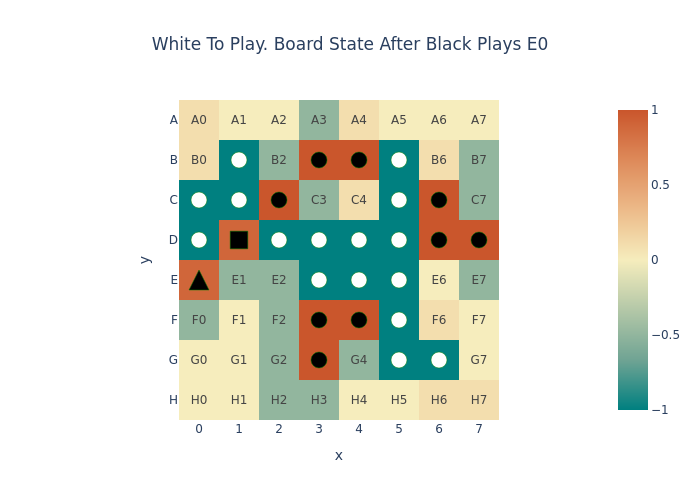 White To Play. Board State After Black Plays E0
A A0 A1 A2 A3 A4 A5 A6 A7
B B0 B2 B6 B7
C C3 C4 C7
D
E E1 E2 E6 E7
F F0 F1 F2 F6 F7
G G0 G1 G2 G4 G7
H H0 H1 H2 H3 H4 H5 H6 H7
0 1 2 3 4 5 6 7
x
y
1
0.5
0
−0.5
−1